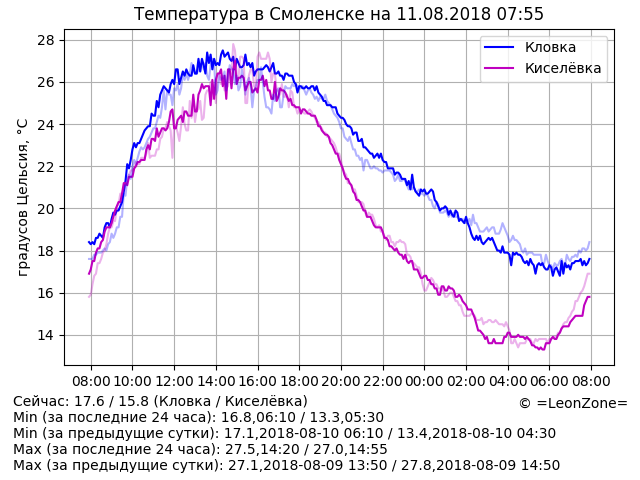 Температура в Смоленске на 11.08.2018 07:55
Кловка
Киселёвка
градусов Цельсия, °C
28
26
24
22
20
18
16
14
08:00 10:00 12:00 14:00 16:00 18:00 20:00 22:00 00:00 02:00 04:00 06:00 08:00
Сейчас: 17.6 / 15.8 (Кловка / Киселёвка)
© =LeonZone=
Min (за последние 24 часа): 16.8,06:10 / 13.3,05:30
Min (за предыдущие сутки): 17.1,2018-08-10 06:10 / 13.4,2018-08-10 04:30
Max (за последние 24 часа): 27.5,14:20 / 27.0,14:55
Max (за предыдущие сутки): 27.1,2018-08-09 13:50 / 27.8,2018-08-09 14:50